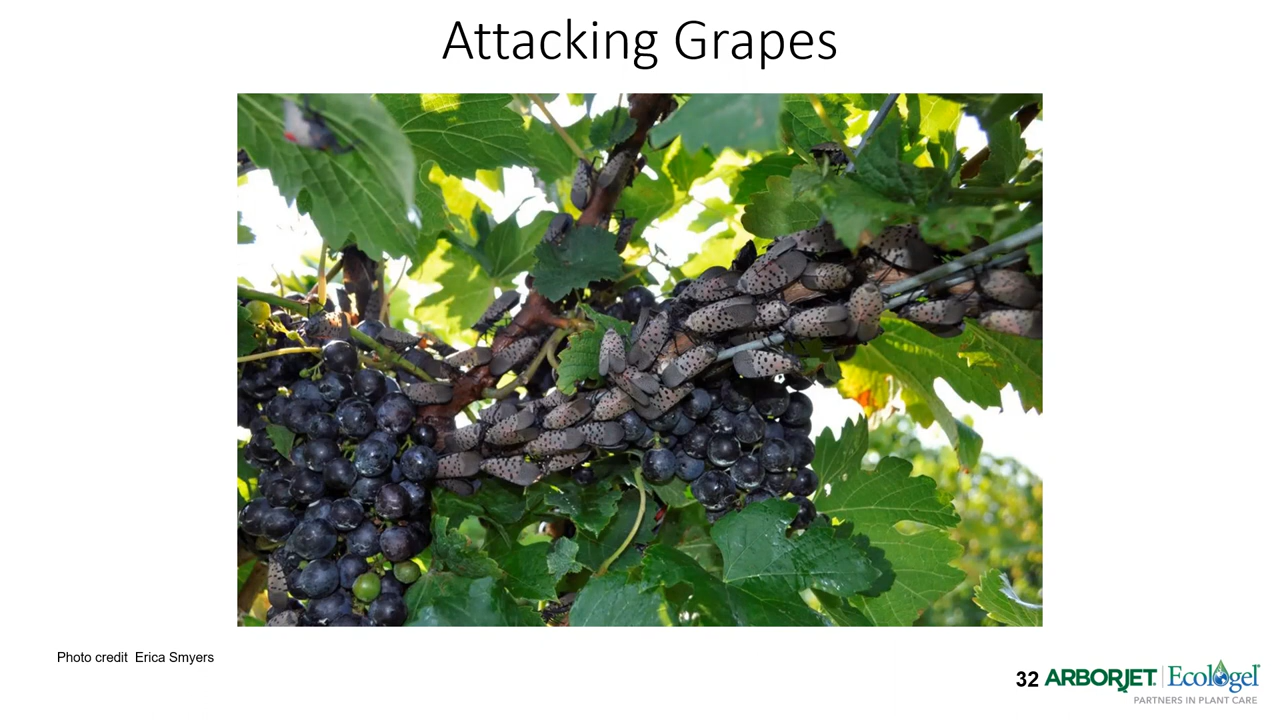 Attacking Grapes
Photo credit Erica Smyers
32
ARBORJET Ecologel
PARTNERS IN PLANT CARE